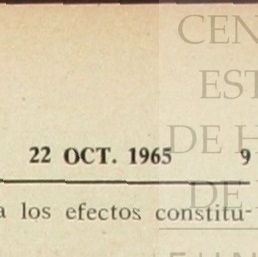 CEN
EST
22 OCT. 1965 9
DE H
a los efectos constitu-
DE